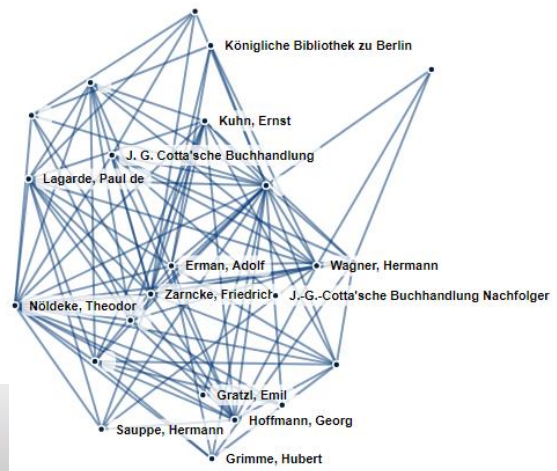 Königliche Bibliothek zu Berlin
Kuhn, Ernst
J. G. Cotta'sche Buchhandlung
Lagarde, Paul de
Erman, Adolf
Wagner, Hermann
Zarncke, Friedrich
J.-G.-Cotta'sche Buchhandlung Nachfolger
Nöldeke, Theodor
Gratzl, Emil
Hoffmann, Georg
Sauppe, Hermann
Grimme, Hubert